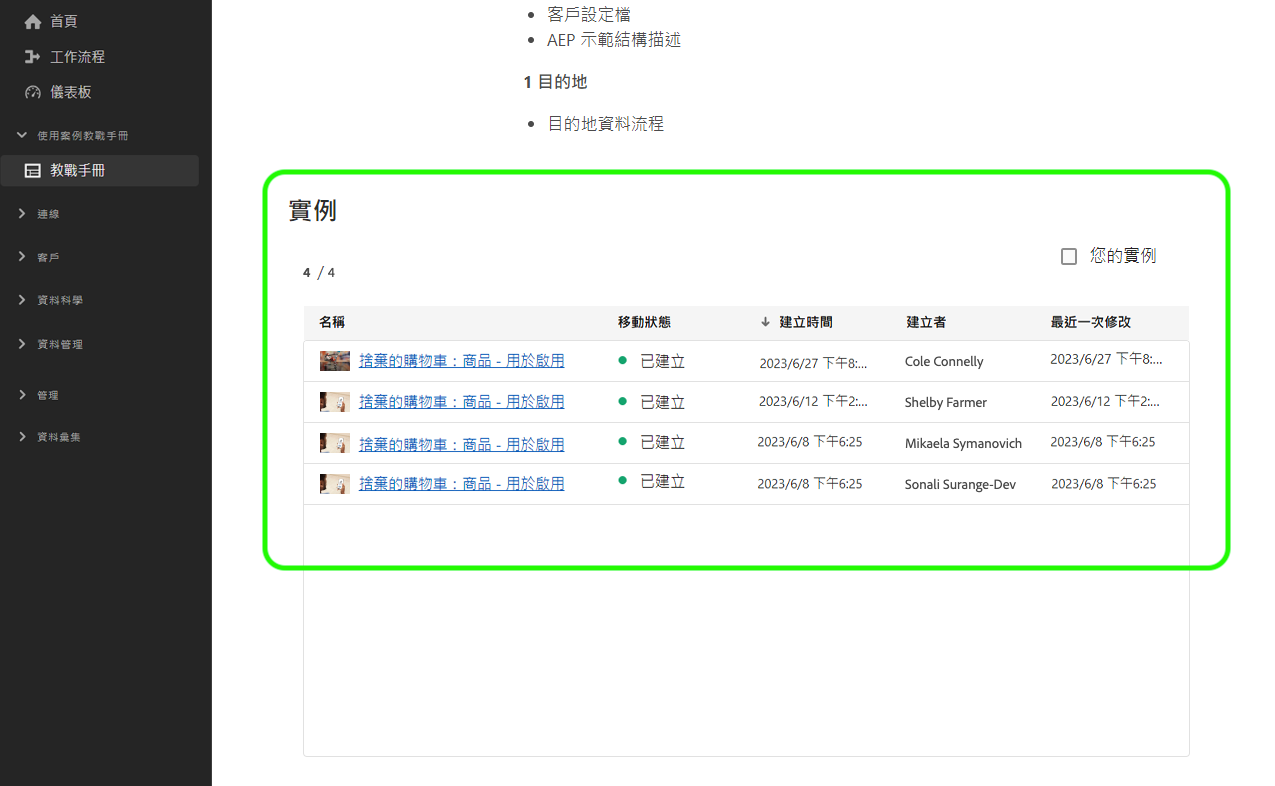 首頁
工作流程
儀表板
使用案例教戰手冊
教戰手冊
連線
客戶
資料科學
資料管理
管理
資料彙集
客戶設定檔
AEP 示範結構描述
1 目的地
目的地資料流程
實例
4 / 4
您的實例
名稱 移動狀態 建立時間 建立者 最近一次修改
捨棄的購物車：商品 - 用於啟用 已建立 2023/6/27 下午8:... Cole Connelly 2023/6/27 下午8:...
捨棄的購物車：商品 - 用於啟用 已建立 2023/6/12 下午2:... Shelby Farmer 2023/6/12 下午2:...
捨棄的購物車：商品 - 用於啟用 已建立 2023/6/8 下午6:25 Mikaela Symanovich 2023/6/8 下午6:25
捨棄的購物車：商品 - 用於啟用 已建立 2023/6/8 下午6:25 Sonali Surange-Dev 2023/6/8 下午6:25